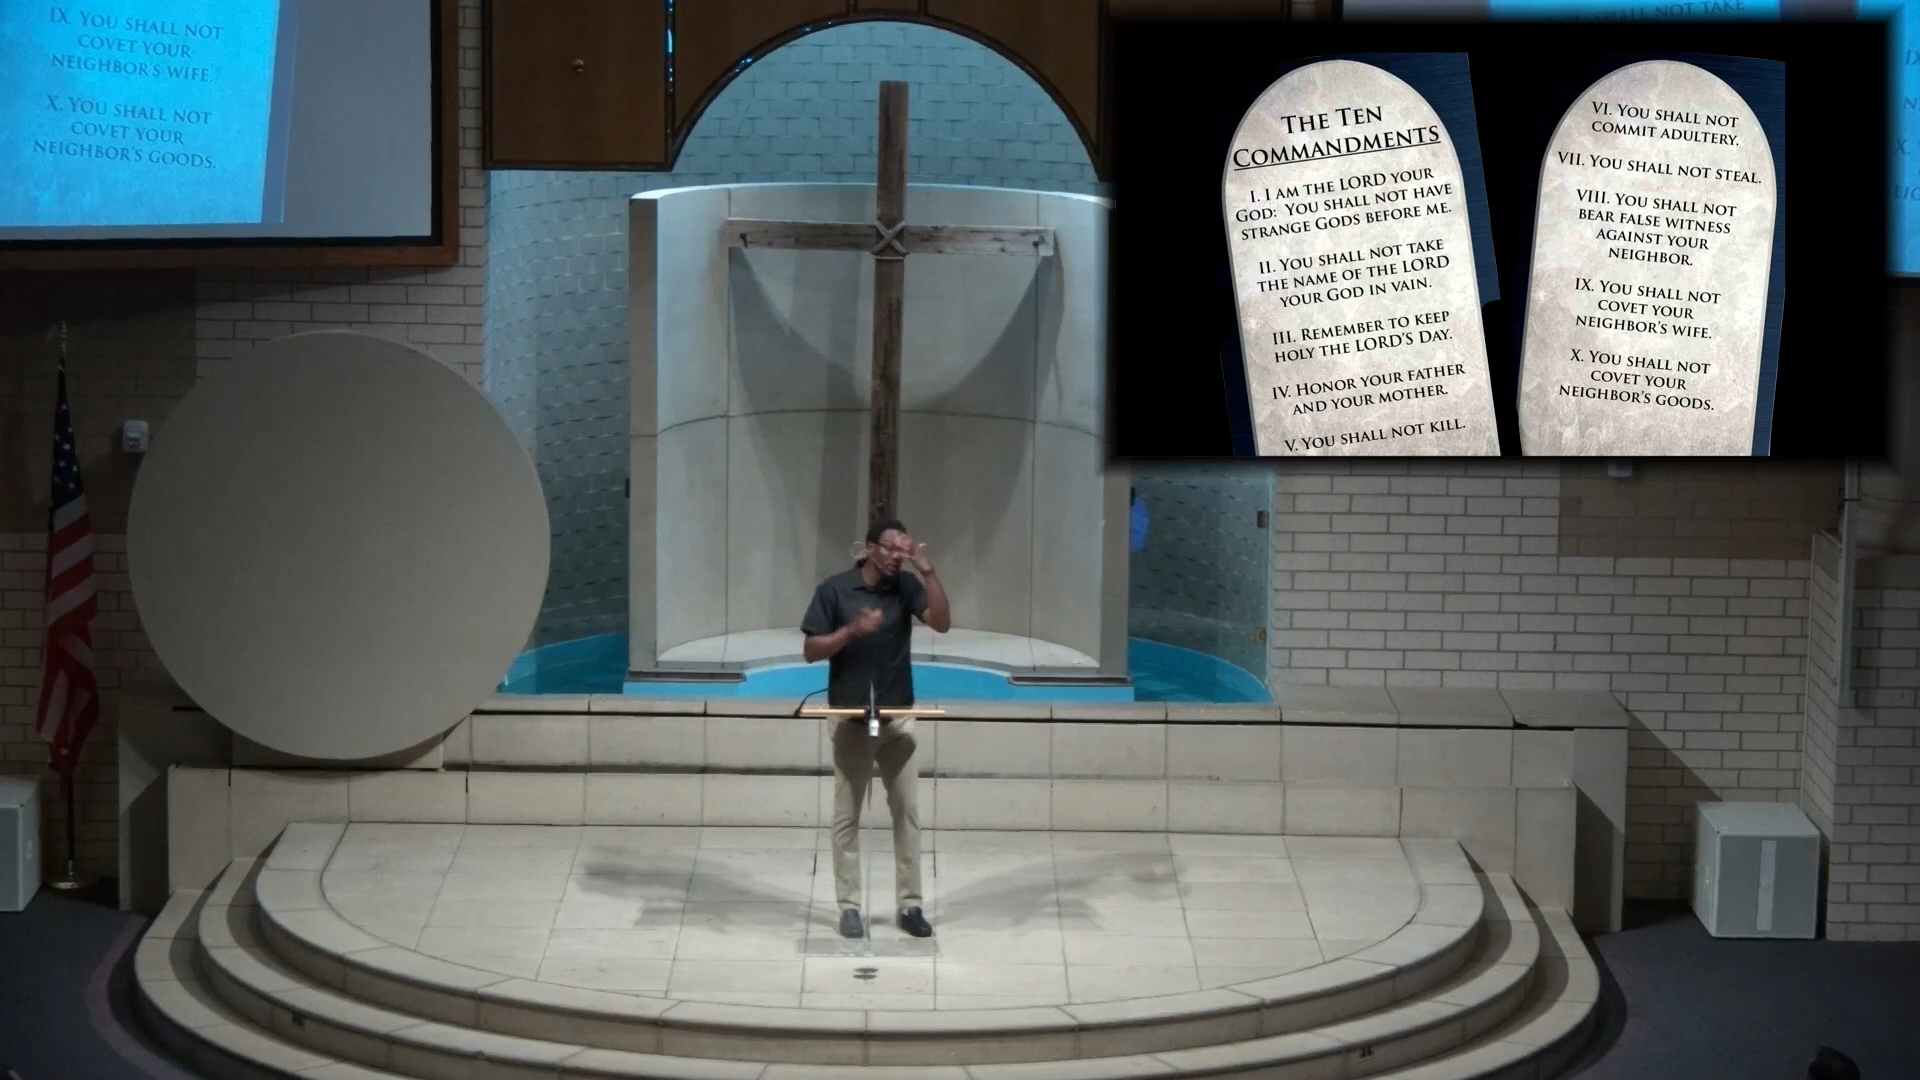 IX. You shall not
covet your
neighbor's wife.
X. You shall not
covet your
neighbor's goods.
The Ten
Commandments
I. I am the LORD your
God: You shall not have
strange Gods before me.
II. You shall not take
the name of the LORD
your God in vain.
III. Remember to keep
holy the LORD's Day.
IV. Honor your father
and your mother.
V. You shall not kill.
VI. You shall not
commit adultery.
VII. You shall not steal.
VIII. You shall not
bear false witness
against your
neighbor.
IX. You shall not
covet your
neighbor's wife.
X. You shall not
covet your
neighbor's goods.
shall not take
IX
X.